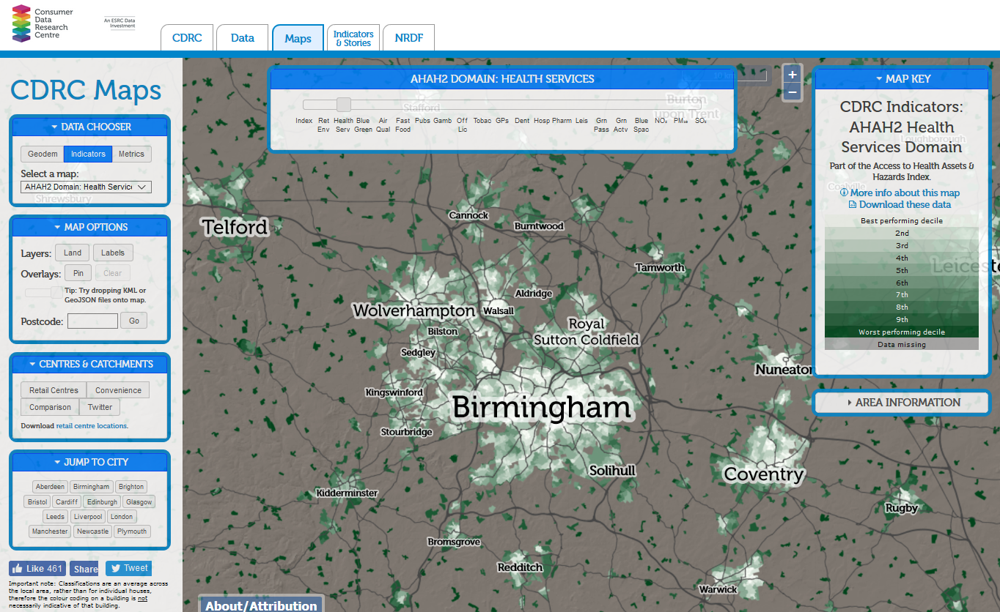 Consumer
Data
Research
Centre
An ESRC Data
Investment
CDRC
Data
Maps
Indicators
& Stories
NRDF
CDRC Maps
DATA CHOOSER
Geodem
Indicators
Metrics
Select a map:
AHAH2 Domain: Health Servic
Shrewsbury
MAP OPTIONS
Layers:
Land
Labels
Overlays:
Pin
Clear
Tip: Try dropping KML or
GeoJSON files onto map.
Postcode:
Go
CENTRES & CATCHMENTS
Retail Centres
Convenience
Comparison
Twitter
Download retail centre locations.
JUMP TO CITY
Aberdeen
Birmingham
Brighton
Bristol
Cardiff
Edinburgh
Glasgow
Leeds
Liverpool
London
Manchester
Newcastle
Plymouth
Like 461
Share
Tweet
Important note: Classifications are an average across
the local area, rather than for individual houses,
therefore the colour coding on a building is not
necessarily indicative of that building.
AHAH2 DOMAIN: HEALTH SERVICES
Stafford
Burton
upon Trent
Index
Ret
Env
Health
Serv
Blue
Green
Air
Qual
Fast
Food
Pubs
Gamb
Off
Lic
Tobac
GPs
Dent
Hosp
Pharm
Leis
Grn
Pass
Grn
Actv
Blue
Spac
NO₂
PM₁₀
SO₂
+
−
Telford
Cannock
Burntwood
Tamworth
Aldridge
Wolverhampton
Walsall
Royal
Sutton Coldfield
Bilston
Sedgley
Nuneaton
Kingswinford
Birmingham
Stourbridge
Solihull
Coventry
Kidderminster
Rugby
Bromsgrove
Redditch
Warwick
About/Attribution
MAP KEY
CDRC Indicators:
AHAH2 Health
Services Domain
Loughborough
Part of the Access to Health Assets &
Hazards Index.
More info about this map
Download these data
Best performing decile
2nd
3rd
4th
5th
6th
7th
8th
9th
Worst performing decile
Data missing
Leiceste
AREA INFORMATION